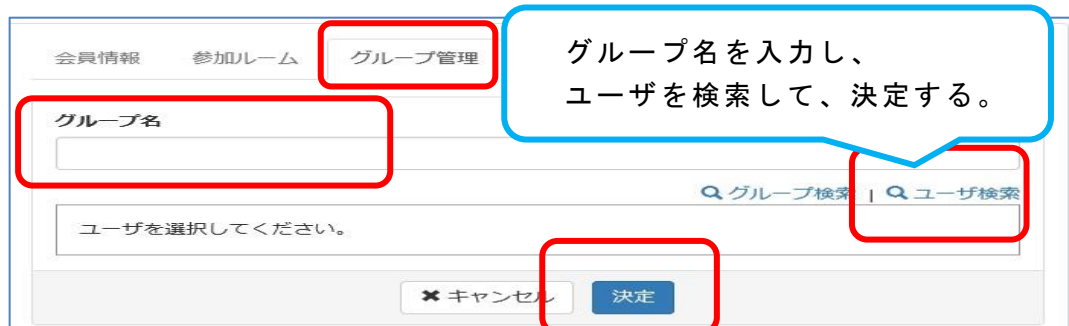 会員情報 参加ルーム グループ管理
グループ名を入力し、
ユーザを検索して、決定する。
グループ名
グループ検索 | ユーザ検索
ユーザを選択してください。
✖ キャンセル 決定